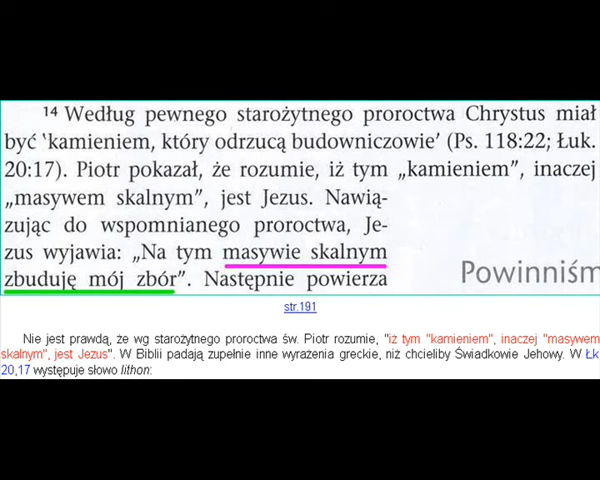 14 Według pewnego starożytnego proroctwa Chrystus miał
być ‛kamieniem, który odrzucą budowniczowie’ (Ps. 118:22; Łuk.
20:17). Piotr pokazał, że rozumie, iż tym „kamieniem”, inaczej
„masywem skalnym”, jest Jezus. Nawią-
zując do wspomnianego proroctwa, Je-
zus wyjawia: „Na tym masywie skalnym
zbuduję mój zbór”. Następnie powierza
Powinniśm
str.191
Nie jest prawdą, że wg starożytnego proroctwa św. Piotr rozumie, "iż tym "kamieniem", inaczej "masywem
skalnym", jest Jezus". W Biblii padają zupełnie inne wyrażenia greckie, niż chcieliby Świadkowie Jehowy. W Łk
20,17 występuje słowo lithon: